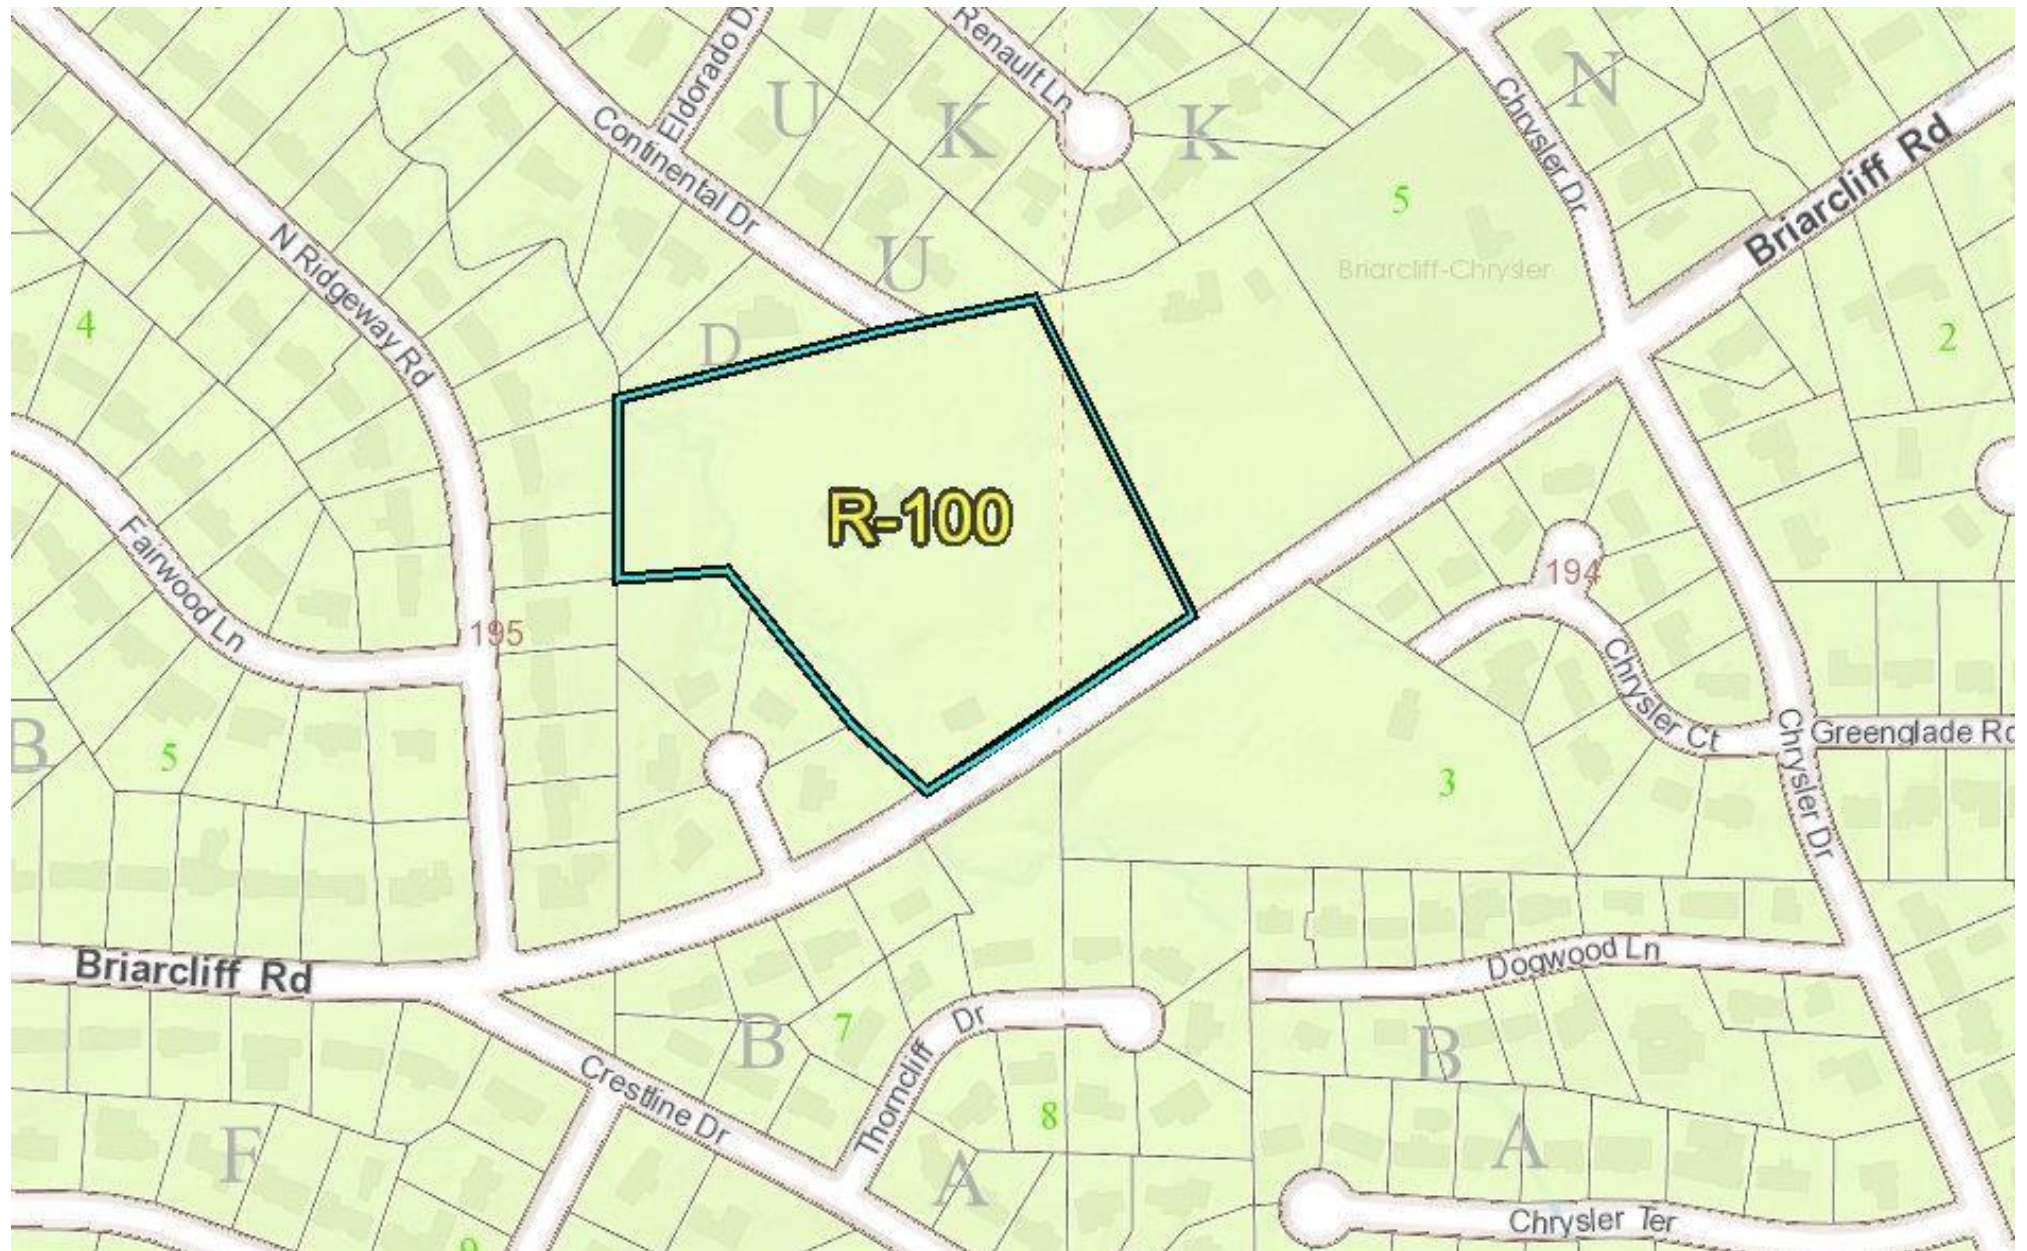 Renault Ln
Eldorado Dr
U
K
K
N
Continental Dr
Chrysler Dr
Briarcliff Rd
5
N Ridgeway Rd
U
Briarcliff-Chrysler
4
D
2
R-100
Fairwood Ln
194
195
Chrysler Ct
Greenglade Rd
B
5
3
Chrysler Dr
Briarcliff Rd
Dogwood Ln
B
7
Thorncliff Dr
B
Crestline Dr
8
F
A
A
Chrysler Ter
9